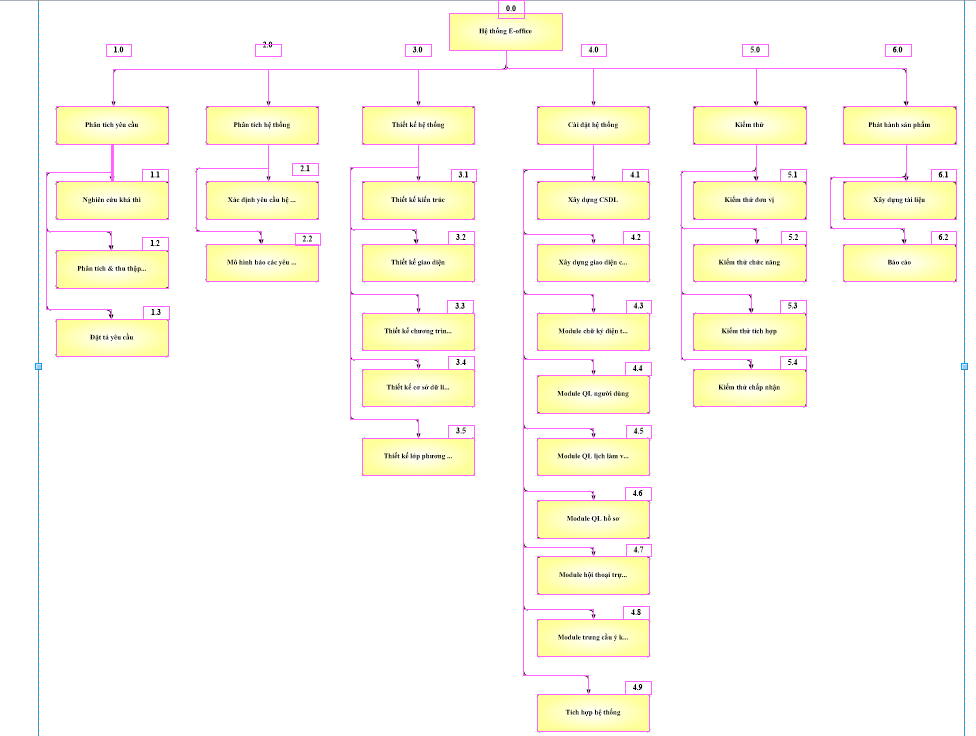 0.0
Hệ thống E-office
1.0
2.0
3.0
4.0
5.0
6.0
Phân tích yêu cầu
Phân tích hệ thống
Thiết kế hệ thống
Cài đặt hệ thống
Kiểm thử
Phát hành sản phẩm
1.1
2.1
3.1
4.1
5.1
6.1
Nghiên cứu khả thi
Xác định yêu cầu hệ ...
Thiết kế kiến trúc
Xây dựng CSDL
Kiểm thử đơn vị
Xây dựng tài liệu
1.2
2.2
3.2
4.2
5.2
6.2
Phân tích & thu thập...
Mô hình hóa các yêu ...
Thiết kế giao diện
Xây dựng giao diện c...
Kiểm thử chức năng
Báo cáo
1.3
3.3
4.3
5.3
Đặt tả yêu cầu
Thiết kế chương trìn...
Module chữ ký điện t...
Kiểm thử tích hợp
3.4
4.4
5.4
Thiết kế cơ sở dữ li...
Module QL người dùng
Kiểm thử chấp nhận
3.5
4.5
Thiết kế lớp phương ...
Module QL lịch làm v...
4.6
Module QL hồ sơ
4.7
Module hội thoại trự...
4.8
Module trưng cầu ý k...
4.9
Tích hợp hệ thống